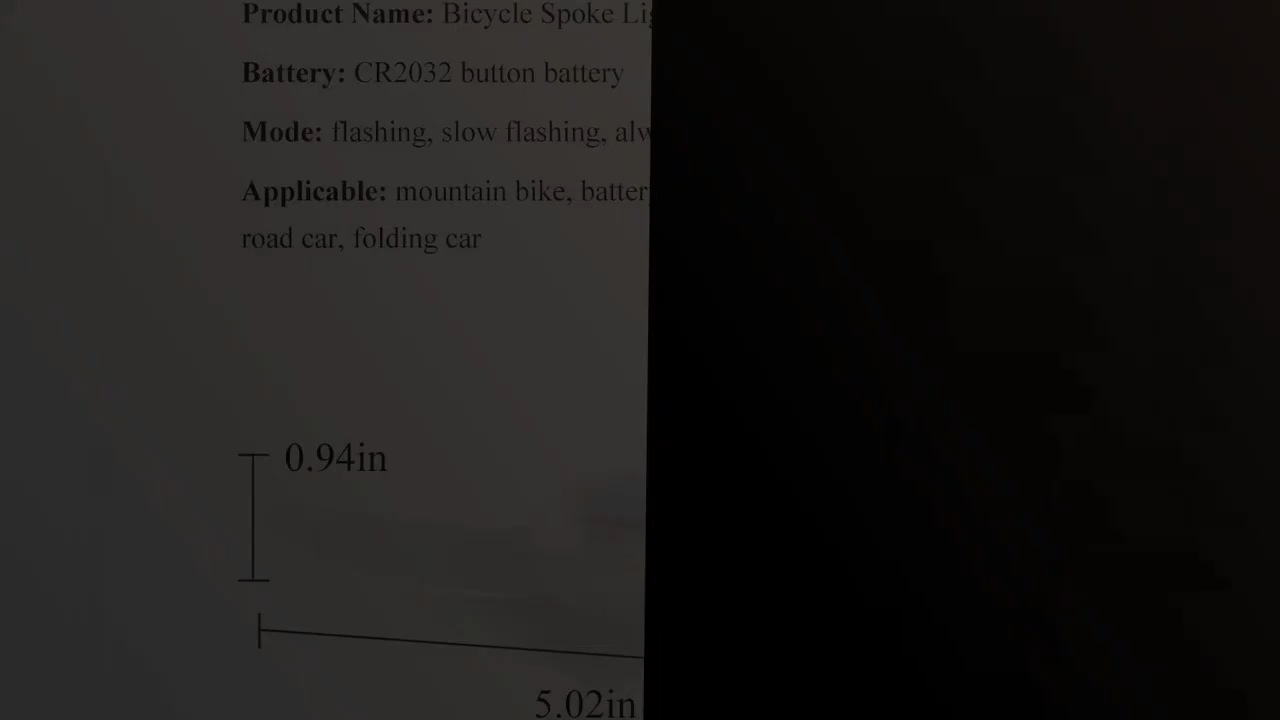 Product Name: Bicycle Spoke
Battery: CR2032 button battery
Mode: flashing, slow flashing,
Applicable: mountain bike,
road car, folding car
0.94in
5.02in